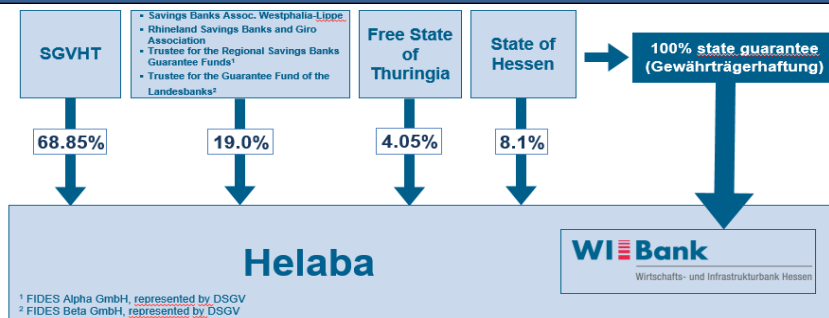 SGVHT
▪ Savings Banks Assoc. Westphalia-Lippe
▪ Rhineland Savings Banks and Giro
Association
▪ Trustee for the Regional Savings Banks
Guarantee Funds¹
▪ Trustee for the Guarantee Fund of the
Landesbanks²
Free State
of
Thuringia
State of
Hessen
100% state guarantee
(Gewährträgerhaftung)
68.85%
19.0%
4.05%
8.1%
Helaba
WIBank
Wirtschafts- und Infrastrukturbank Hessen
¹ FIDES Alpha GmbH, represented by DSGV
² FIDES Beta GmbH, represented by DSGV